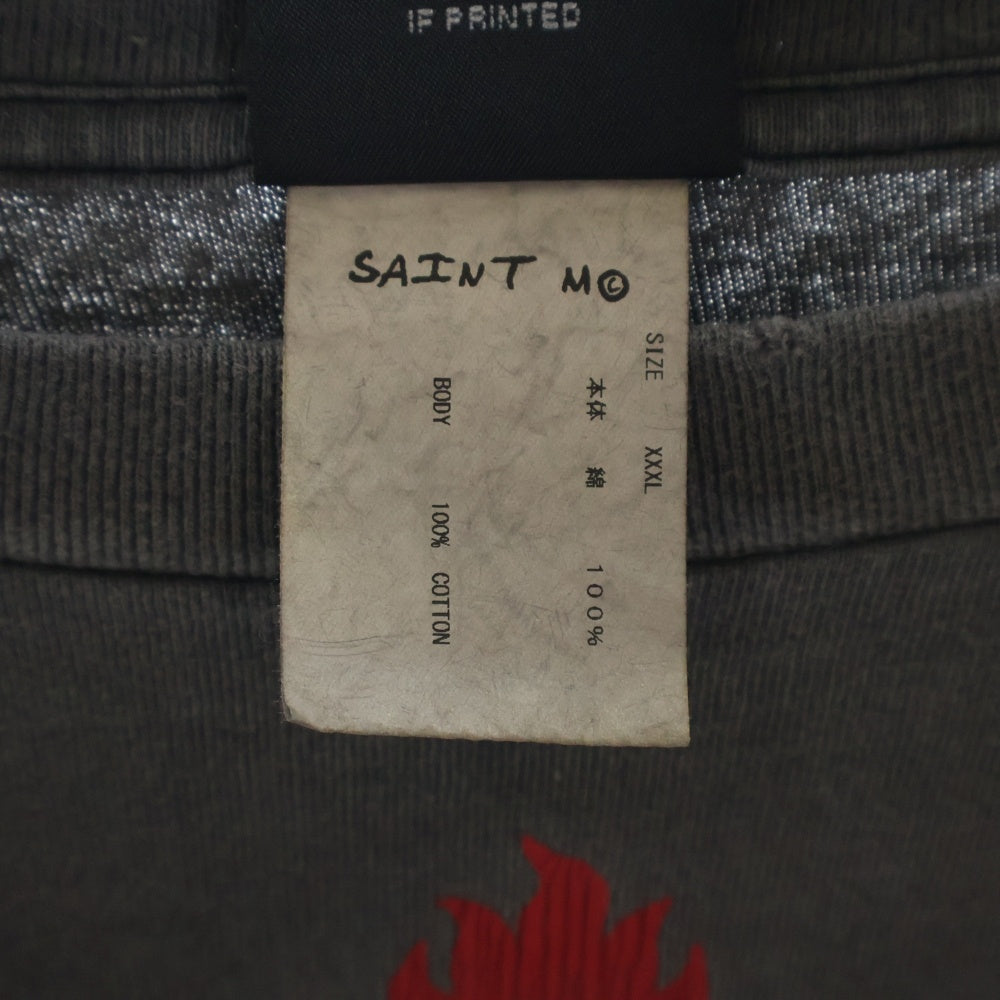 IF PRINTED
SAINT M©
SIZE XXXL
本体 綿 100%
BODY 100% COTTON